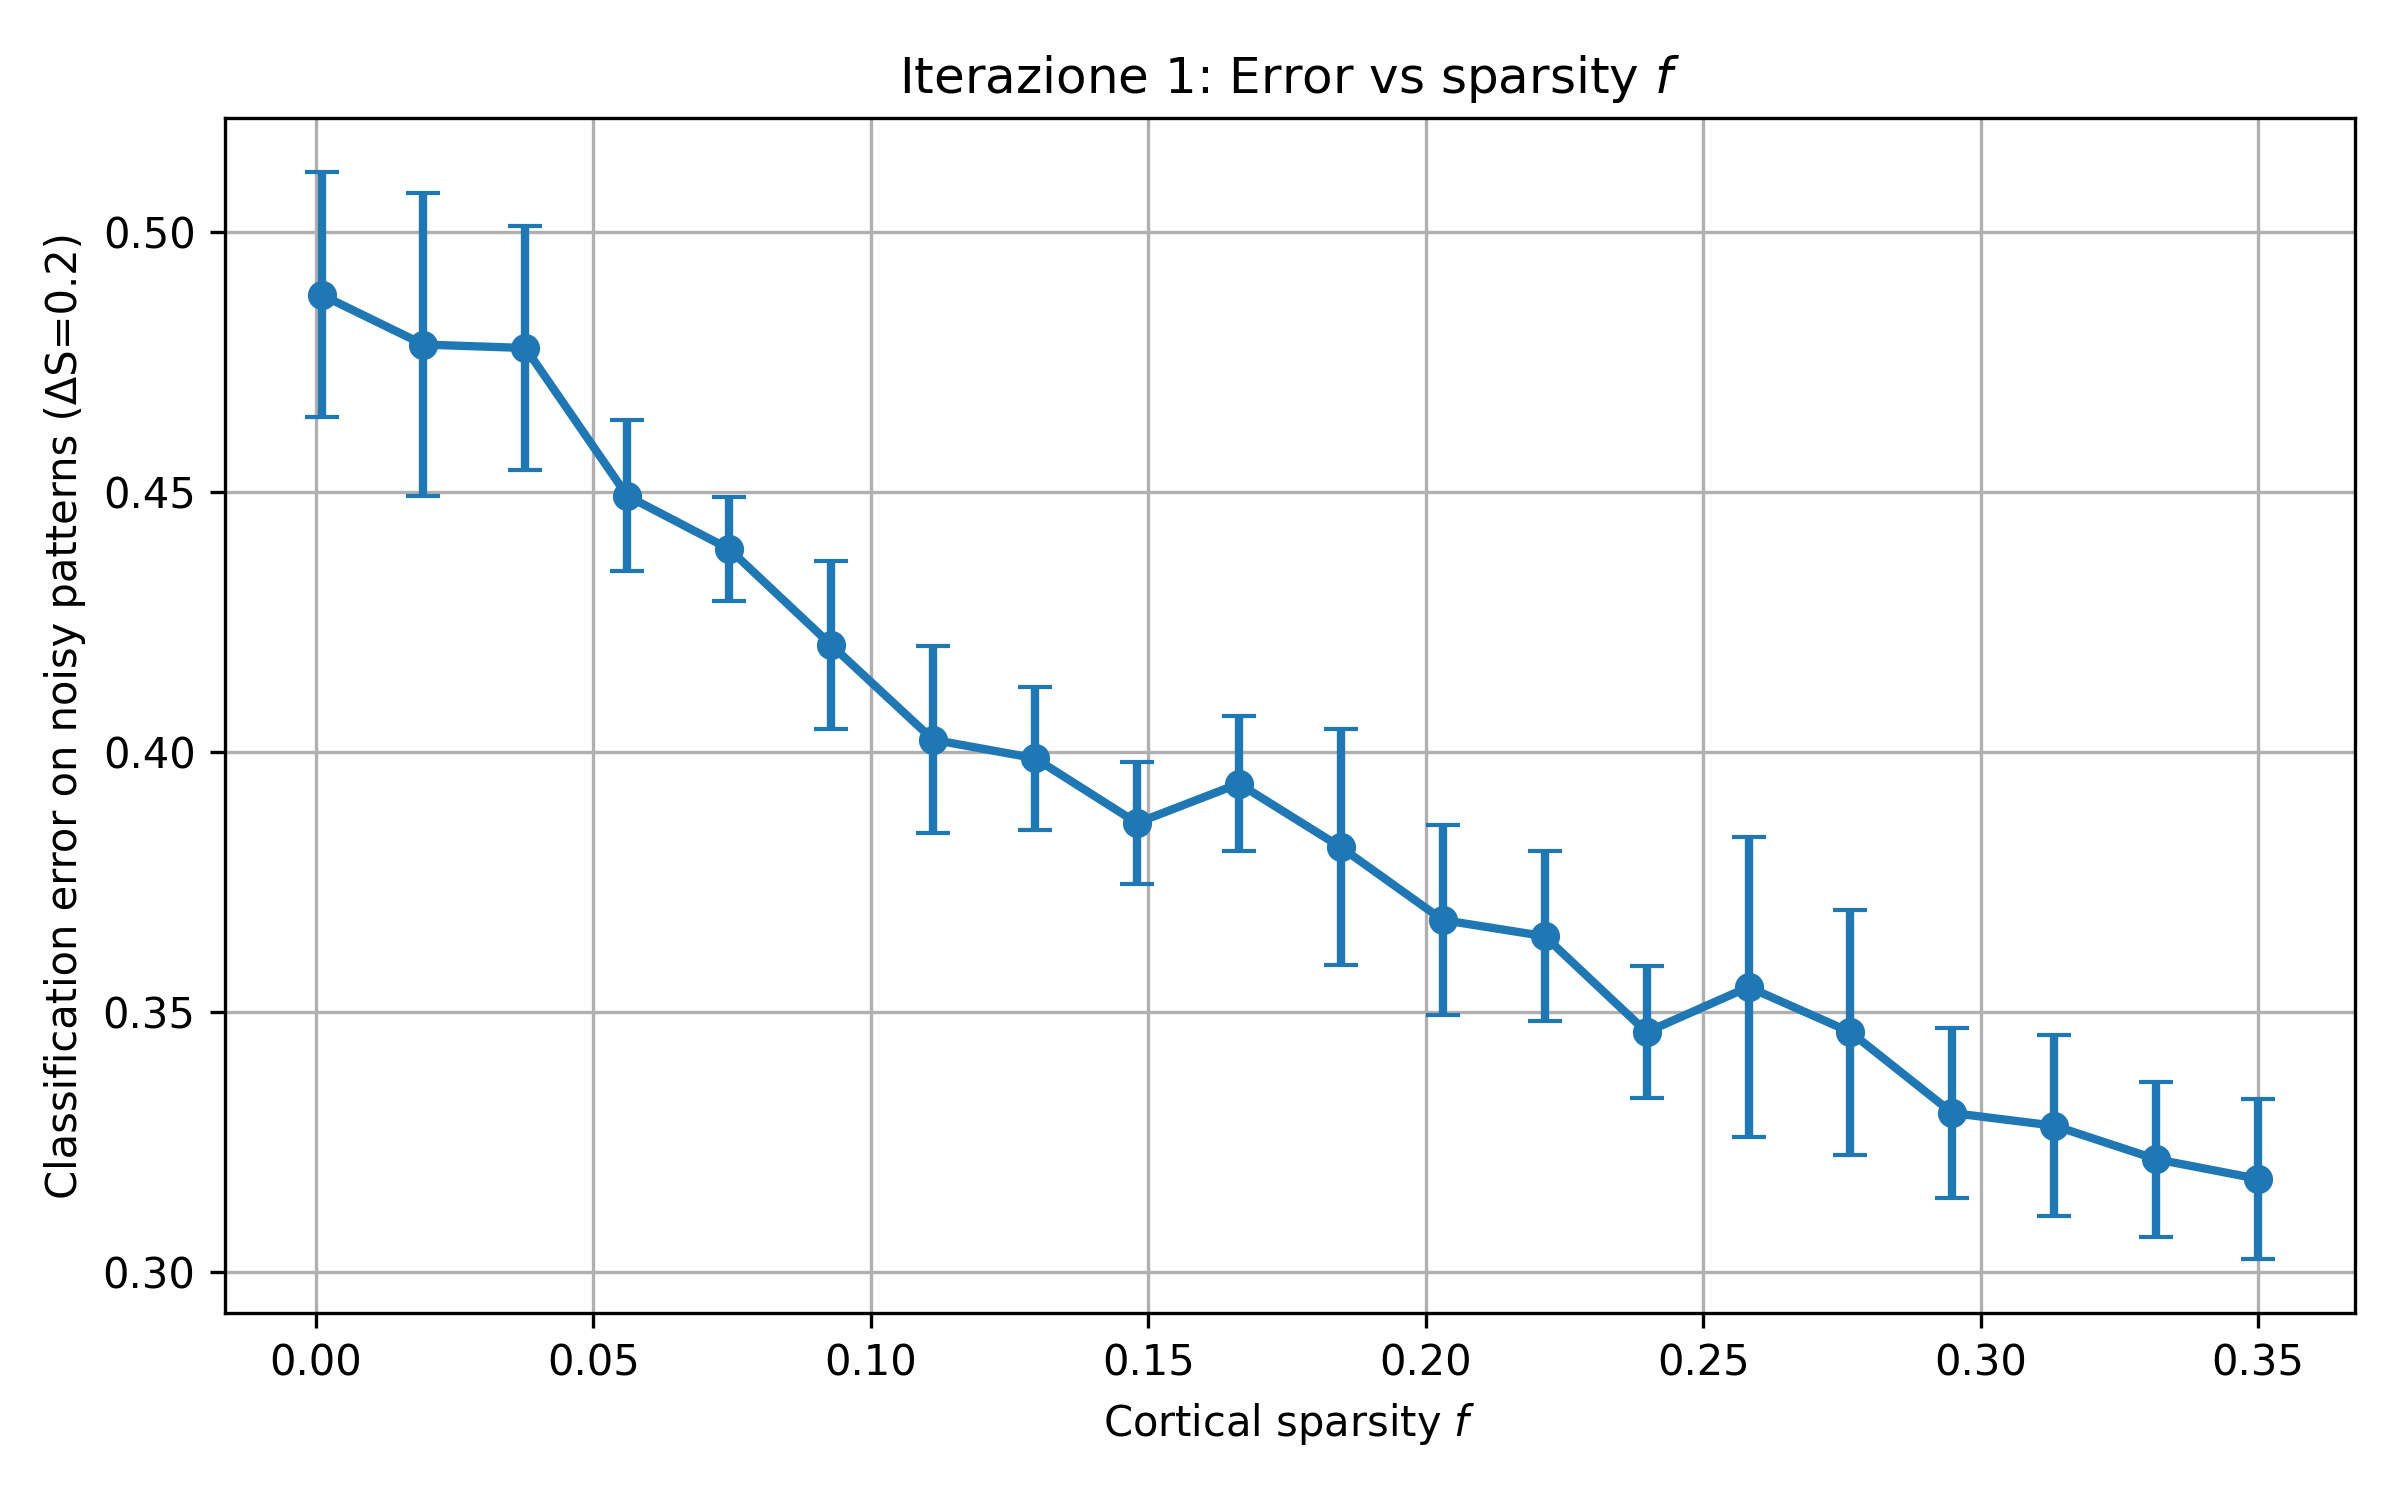 Iterazione 1: Error vs sparsity f
Classification error on noisy patterns (ΔS=0.2)
0.50
0.45
0.40
0.35
0.30
0.00 0.05 0.10 0.15 0.20 0.25 0.30 0.35
Cortical sparsity f